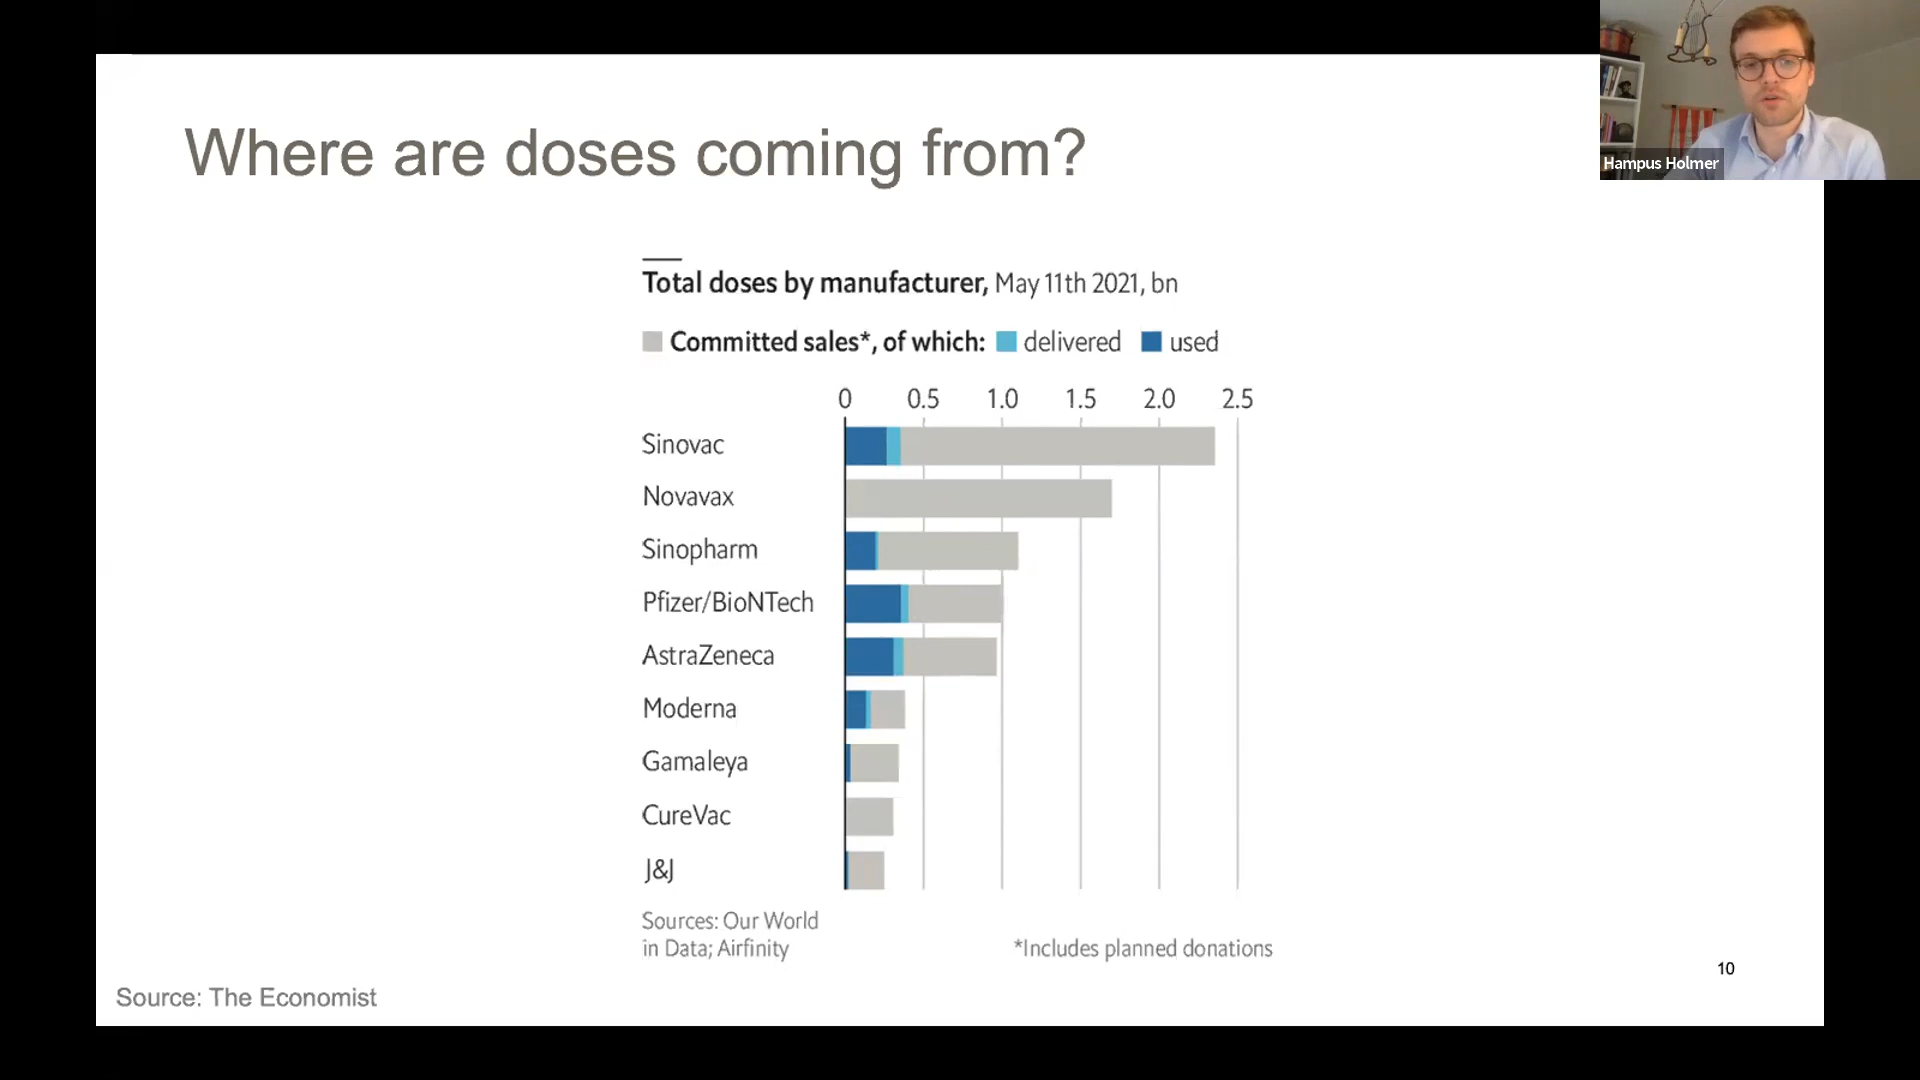 Where are doses coming from?
Hampus Holmer
Total doses by manufacturer, May 11th 2021, bn
Committed sales*, of which: delivered used
0 0.5 1.0 1.5 2.0 2.5
Sinovac
Novavax
Sinopharm
Pfizer/BioNTech
AstraZeneca
Moderna
Gamaleya
CureVac
J&J
Sources: Our World
in Data; Airfinity
*Includes planned donations
10
Source: The Economist